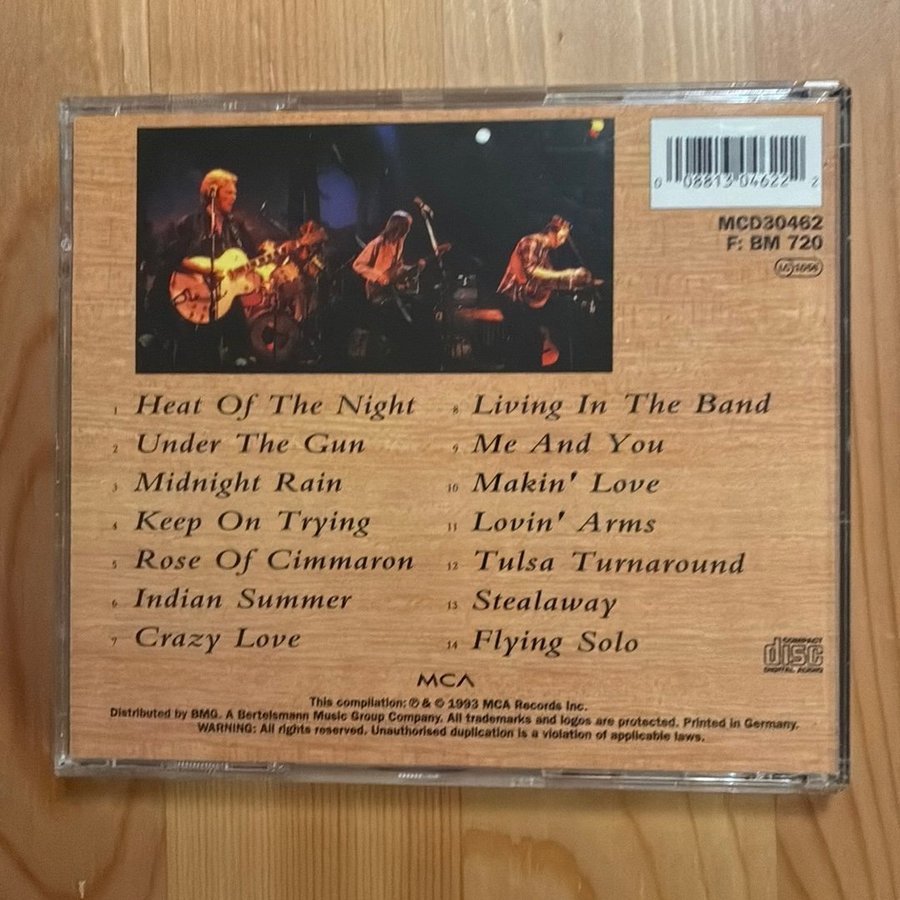 0 08813 04622 2
MCD30462
F: BM 720
1 Heat Of The Night
2 Under The Gun
3 Midnight Rain
4 Keep On Trying
5 Rose Of Cimmaron
6 Indian Summer
7 Crazy Love
8 Living In The Band
9 Me And You
10 Makin' Love
11 Lovin' Arms
12 Tulsa Turnaround
13 Stealaway
14 Flying Solo
COMPACT
disc
DIGITAL AUDIO
MCA
This compilation: ℗ & © 1993 MCA Records Inc.
Distributed by BMG. A Bertelsmann Music Group Company. All trademarks and logos are protected. Printed in Germany.
WARNING: All rights reserved. Unauthorised duplication is a violation of applicable laws.